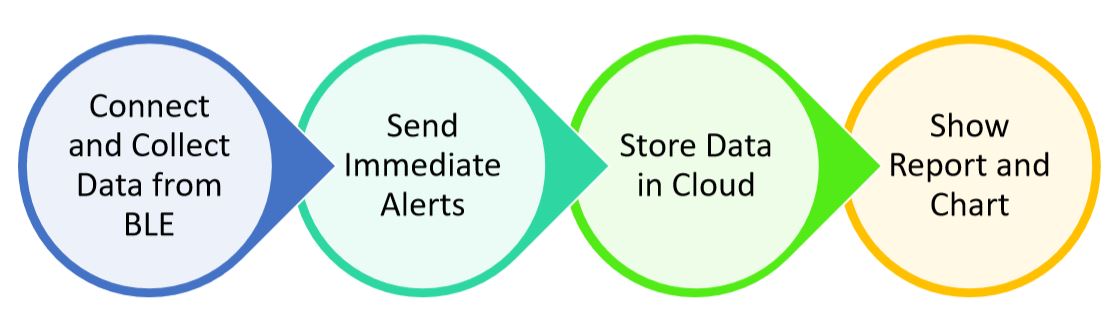 Connect
and Collect
Data from
BLE
Send
Immediate
Alerts
Store Data
in Cloud
Show
Report and
Chart